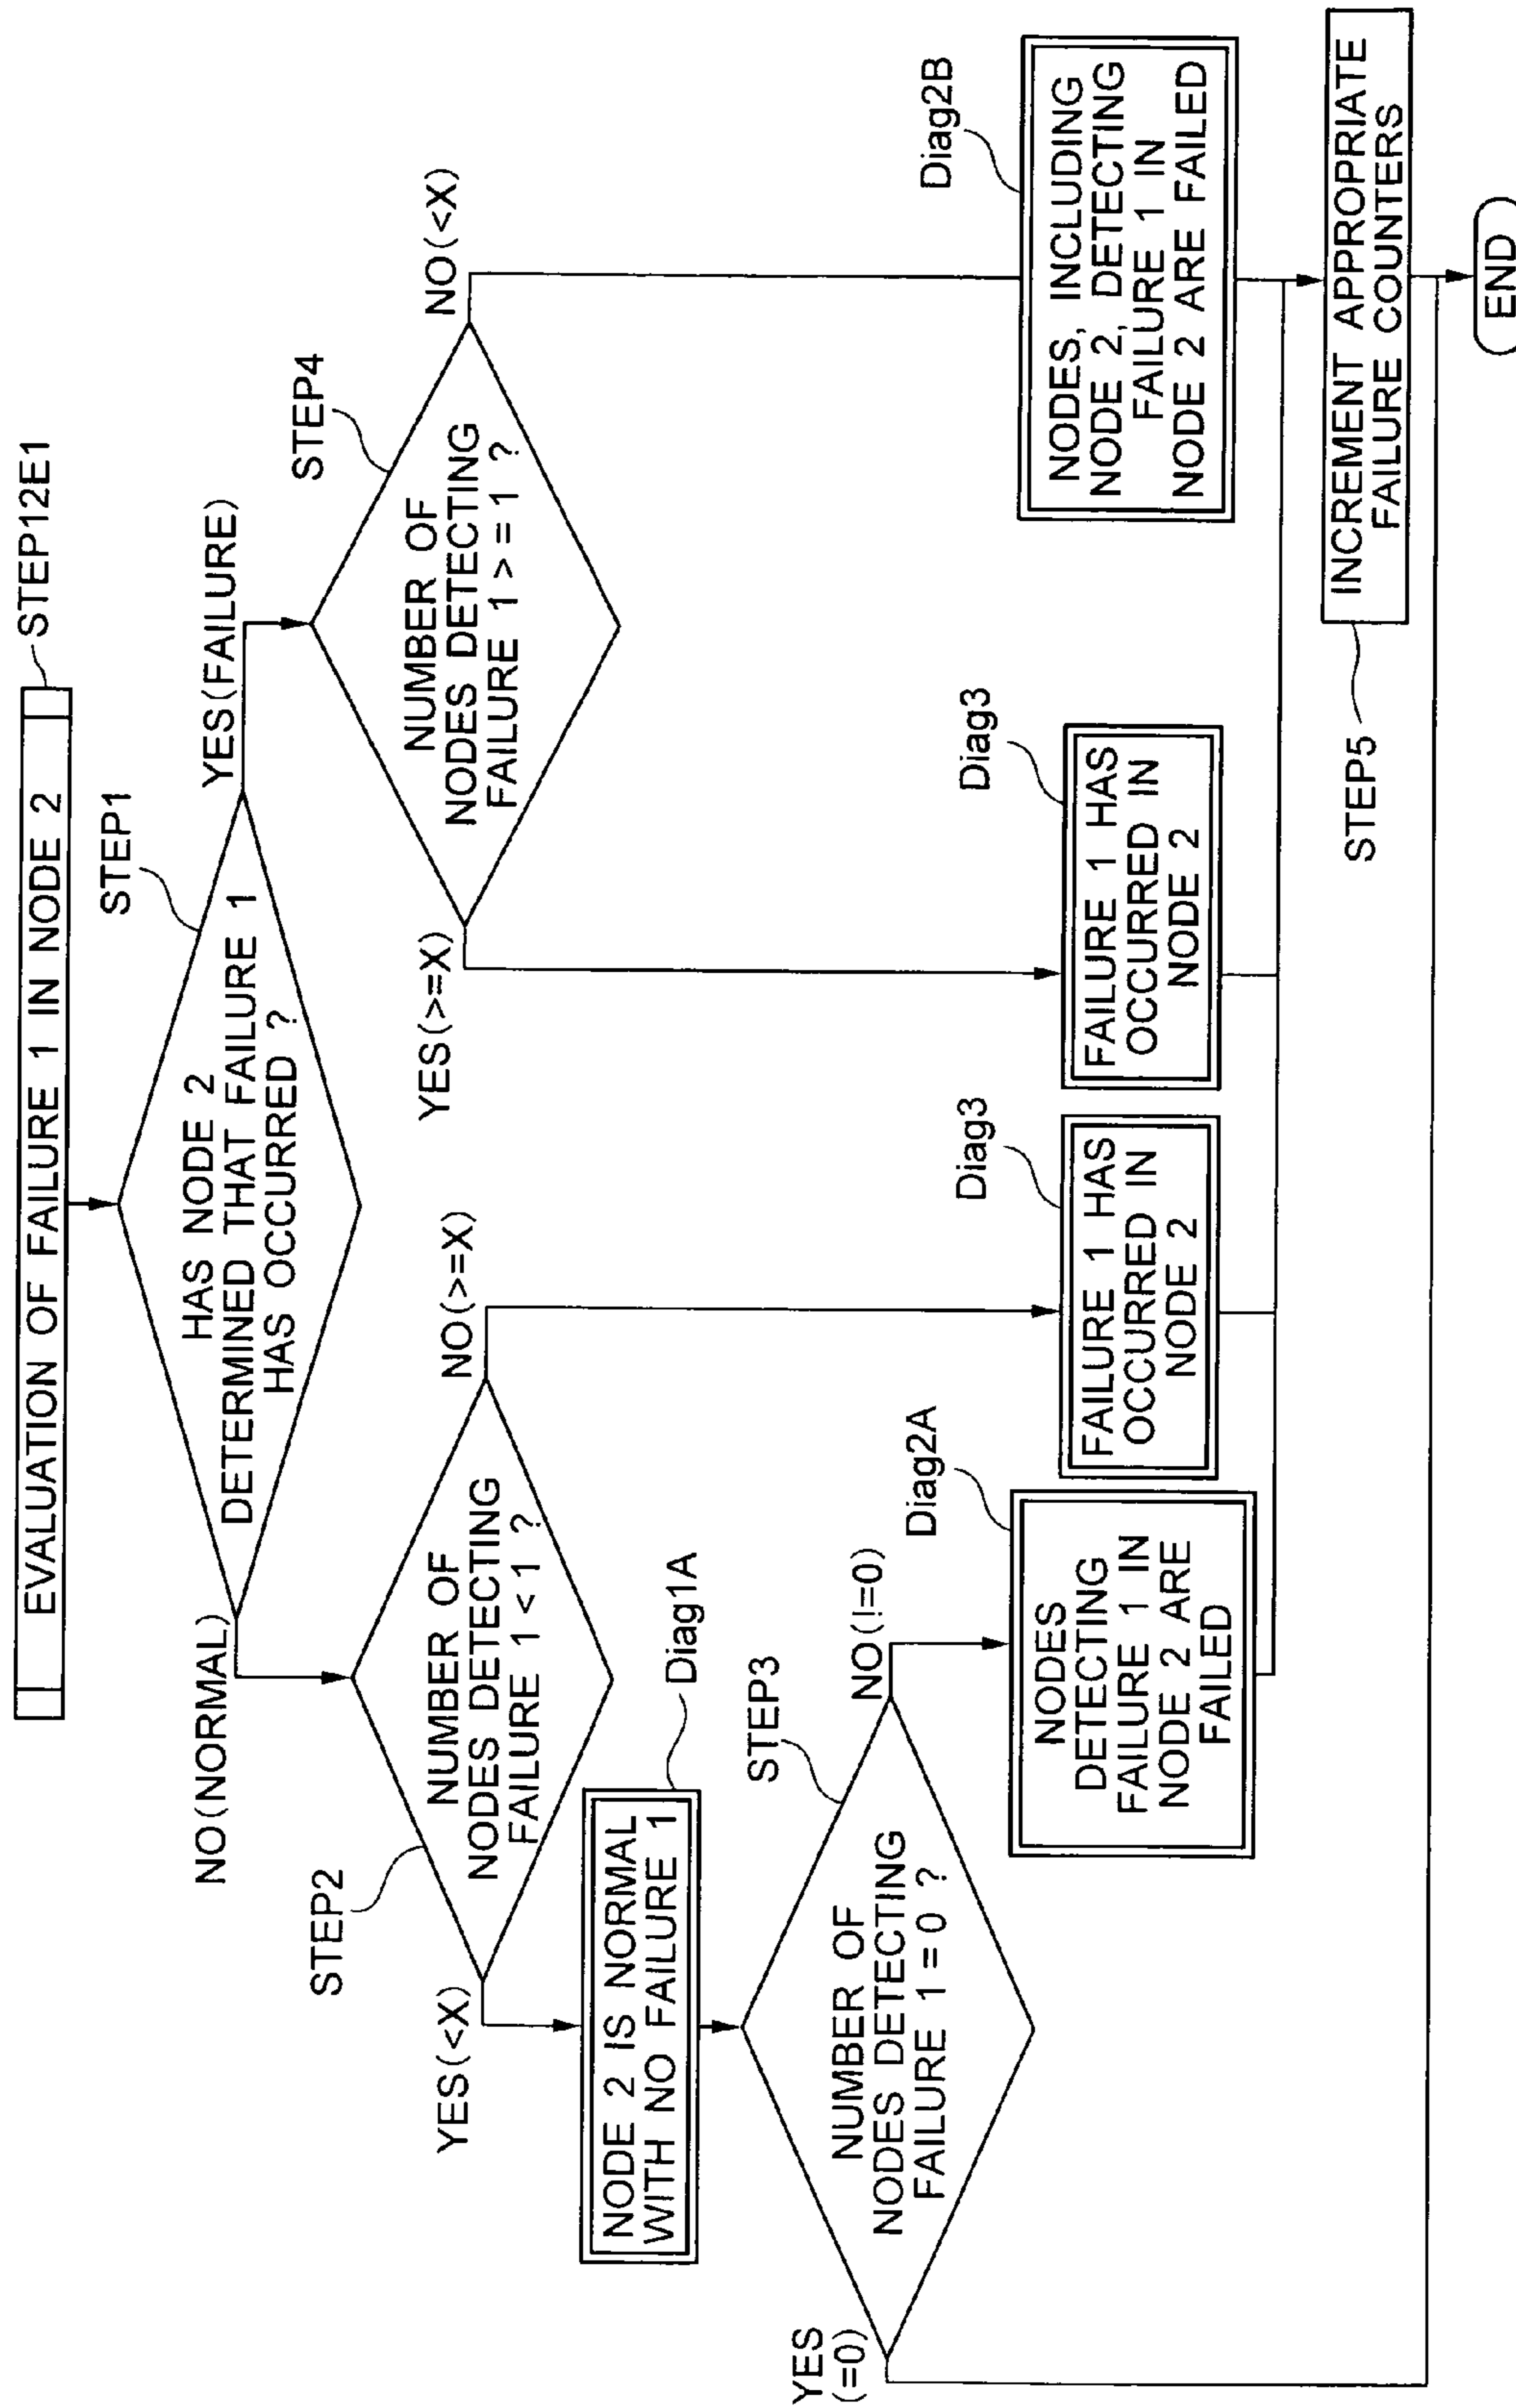 EVALUATION OF FAILURE 1 IN NODE 2
STEP12E1
STEP1
HAS NODE 2
DETERMINED THAT FAILURE 1
HAS OCCURRED ?
NO(NORMAL)
YES(FAILURE)
STEP2
NUMBER OF
NODES DETECTING
FAILURE 1 < 1 ?
YES(<X)
NO(>=X)
STEP4
NUMBER OF
NODES DETECTING
FAILURE 1 > = 1 ?
YES(>=X)
NO(<X)
NODE 2 IS NORMAL
WITH NO FAILURE 1
Diag1A
STEP3
NUMBER OF
NODES DETECTING
FAILURE 1 = 0 ?
YES
(=0)
NO(!=0)
Diag2A
NODES
DETECTING
FAILURE 1 IN
NODE 2 ARE
FAILED
Diag3
FAILURE 1 HAS
OCCURRED IN
NODE 2
Diag3
FAILURE 1 HAS
OCCURRED IN
NODE 2
Diag2B
NODES, INCLUDING
NODE 2, DETECTING
FAILURE 1 IN
NODE 2 ARE FAILED
STEP5
INCREMENT APPROPRIATE
FAILURE COUNTERS
END